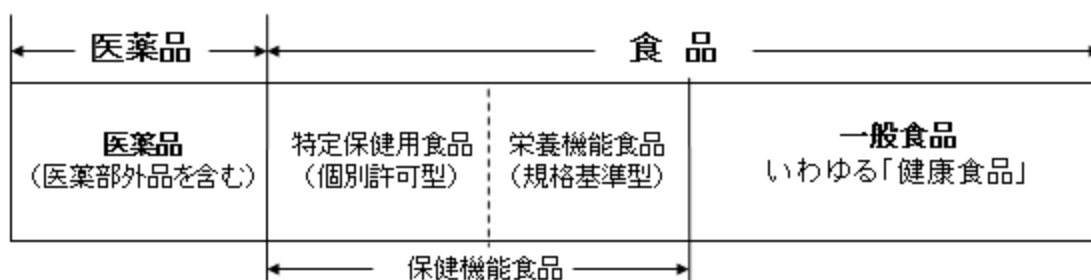 医薬品
食 品
医薬品
(医薬部外品を含む)
特定保健用食品
(個別許可型)
栄養機能食品
(規格基準型)
一般食品
いわゆる「健康食品」
保健機能食品